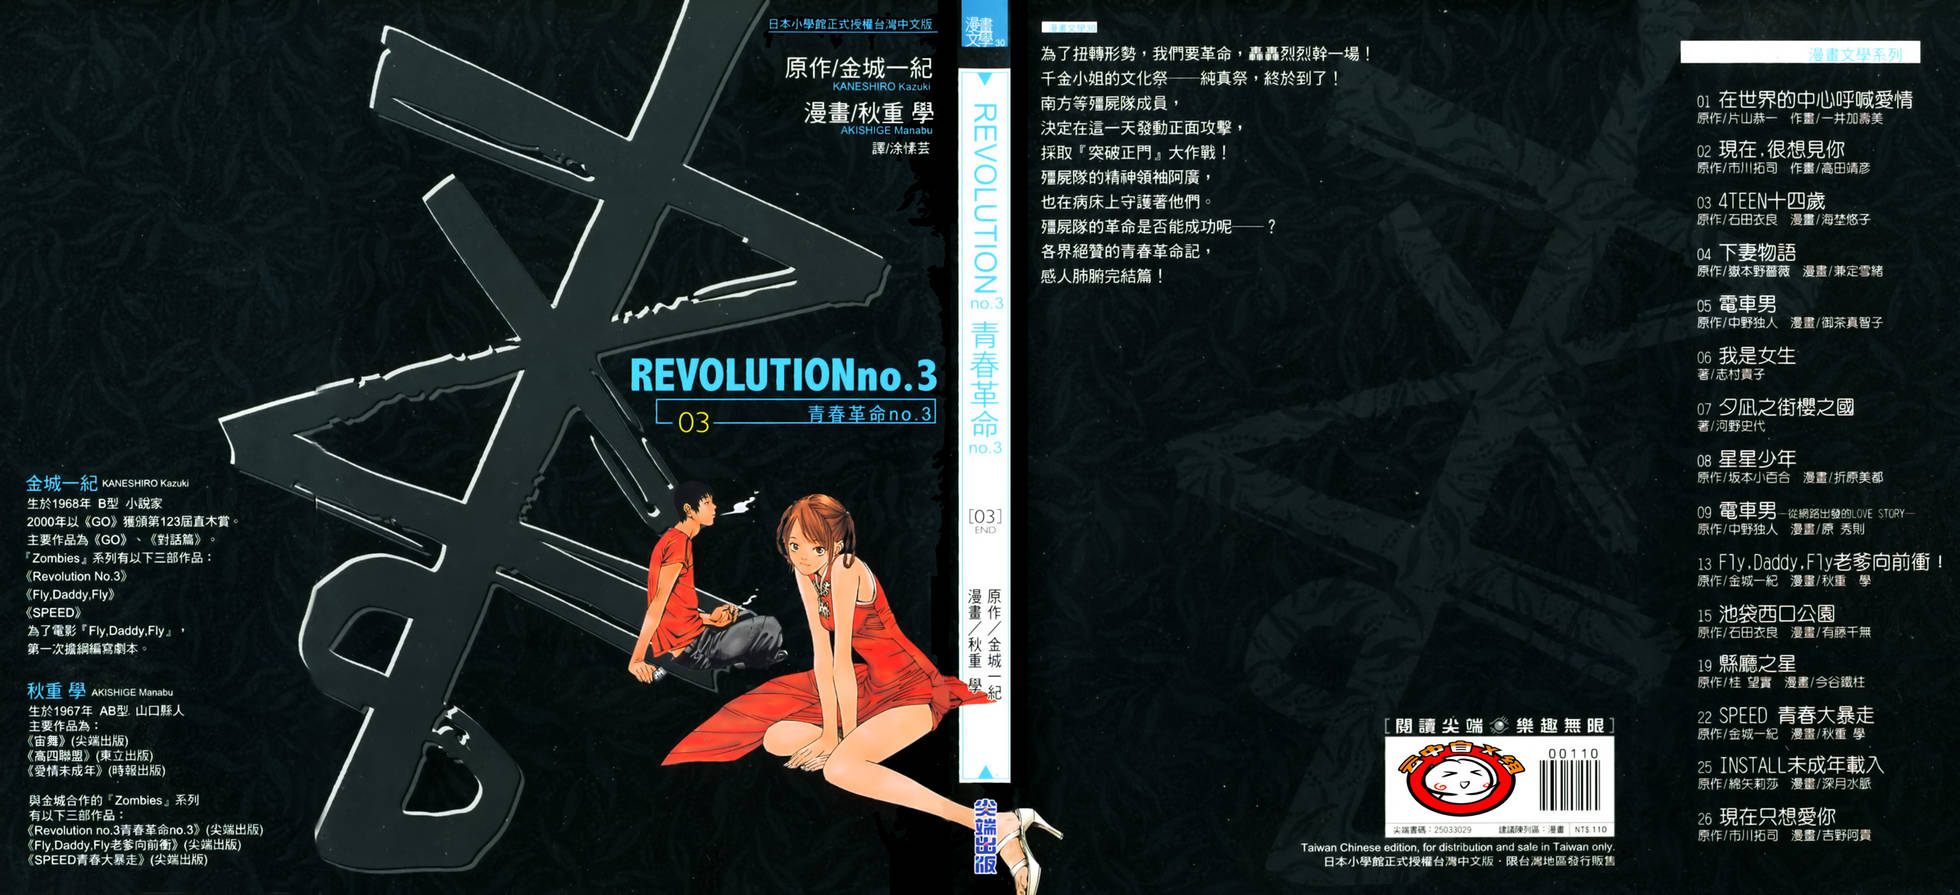 日本小學館正式授權台灣中文版
原作/金城一紀
KANESHIRO Kazuki
漫畫/秋重 學
AKISHIGE Manabu
譯/涂愫芸
REVOLUTIONno.3
青春革命no.3
03
金城一紀 KANESHIRO Kazuki
生於1968年 B型 小說家
2000年以《GO》獲頒第123屆直木賞。
主要作品為《GO》、《對話篇》。
『Zombies』系列有以下三部作品：
《Revolution No.3》
《Fly,Daddy,Fly》
《SPEED》
為了電影『Fly,Daddy,Fly』，
第一次擔綱編寫劇本。
秋重 學 AKISHIGE Manabu
生於1967年 AB型 山口縣人
主要作品為：
《宙舞》(尖端出版)
《高四聯盟》(東立出版)
《愛情未成年》(時報出版)
與金城合作的『Zombies』系列
有以下三部作品：
《Revolution no.3青春革命no.3》(尖端出版)
《Fly,Daddy,Fly老爹向前衝》(尖端出版)
《SPEED青春大暴走》(尖端出版)
漫畫
文學30
REVOLUTION no.3 青春革命 no.3
[03]
END
原作/金城一紀
漫畫/秋重 學
尖端出版
漫畫文學30
為了扭轉形勢，我們要革命，轟轟烈烈幹一場！
千金小姐的文化祭——純真祭，終於到了！
南方等殭屍隊成員，
決定在這一天發動正面攻擊，
採取『突破正門』大作戰！
殭屍隊的精神領袖阿廣，
也在病床上守護著他們。
殭屍隊的革命是否能成功呢——？
各界絕贊的青春革命記，
感人肺腑完結篇！
漫畫文學系列
01 在世界的中心呼喊愛情
原作/片山恭一 作畫/一井加壽美
02 現在,很想見你
原作/市川拓司 作畫/高田靖彦
03 4TEEN十四歲
原作/石田衣良 漫畫/海埜悠子
04 下妻物語
原作/嶽本野薔薇 漫畫/兼定雪緒
05 電車男
原作/中野独人 漫畫/御茶真智子
06 我是女生
著/志村貴子
07 夕凪之街櫻之國
著/河野史代
08 星星少年
原作/坂本小百合 漫畫/折原美都
09 電車男—從網路出發的LOVE STORY—
原作/中野独人 漫畫/原 秀則
13 Fly,Daddy,Fly老爹向前衝！
原作/金城一紀 漫畫/秋重 學
15 池袋西口公園
原作/石田衣良 漫畫/有藤千無
19 縣廳之星
原作/桂 望實 漫畫/今谷鐵柱
22 SPEED 青春大暴走
原作/金城一紀 漫畫/秋重 學
25 INSTALL未成年載入
原作/綿矢莉莎 漫畫/深月水脈
26 現在只想愛你
原作/市川拓司 漫畫/吉野阿貴
[閱讀尖端 樂趣無限]
云中音X組
00110
尖端書碼：25033029 建議陳列區：漫畫 NT$.110
Taiwan Chinese edition, for distribution and sale in Taiwan only.
日本小學館正式授權台灣中文版・限台灣地區發行販售